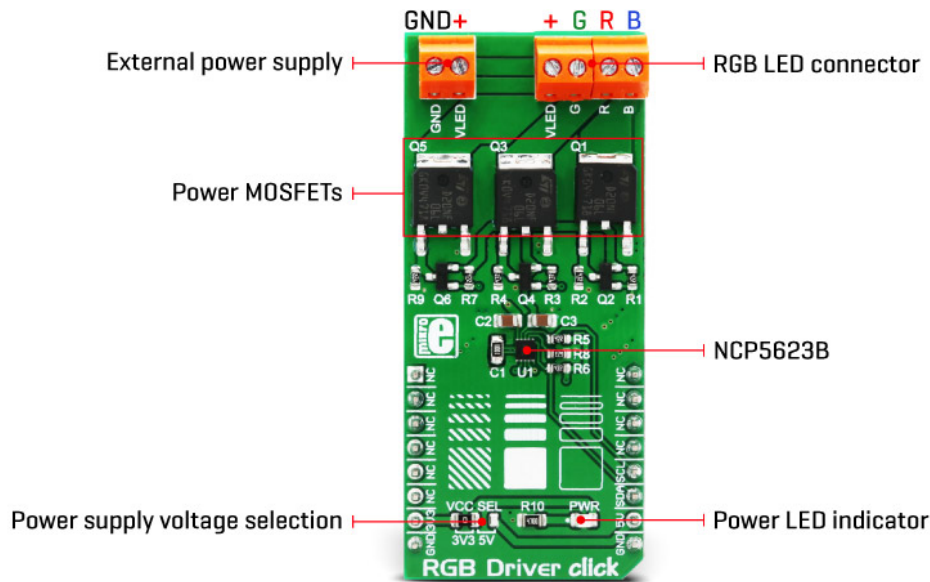 GND + + G R B
External power supply
RGB LED connector
GND VLED VLED G R B
Q5 Q3 Q1
Power MOSFETs
R9 Q6 R7 R4 Q4 R3 R2 Q2 R1
C2 C3
R5
R8
R6
C1 U1
NCP5623B
mikro e
NC NC
NC NC
NC NC
NC NC
NC SCL
NC SDA
3V3 5V
GND GND
Power supply voltage selection
VCC SEL R10 PWR
3V3 5V
Power LED indicator
RGB Driver click